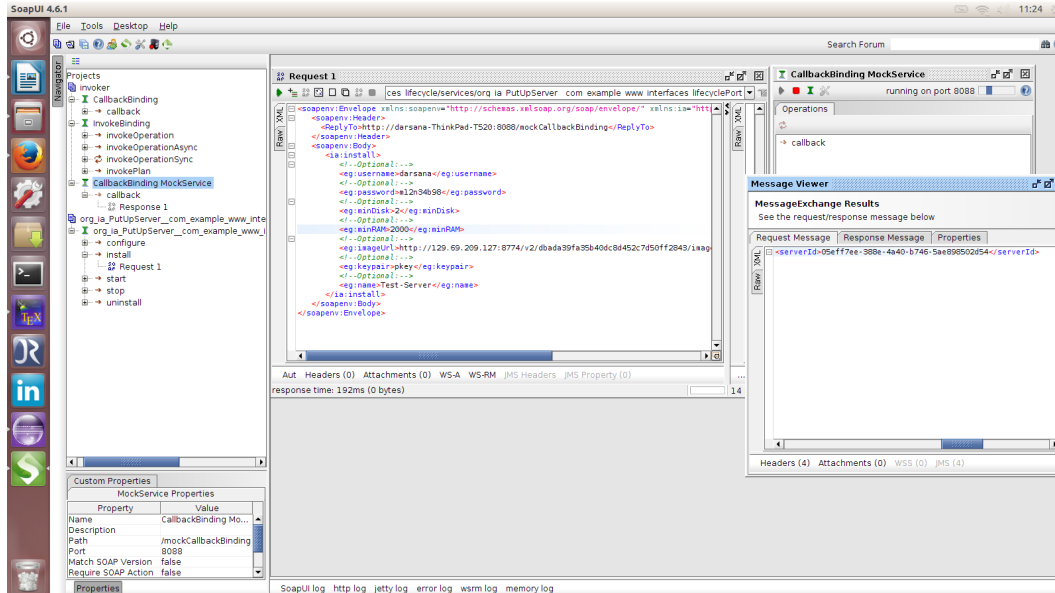 SoapUI 4.6.1
11:24
File Tools Desktop Help
Search Forum
Navigator
Projects
invoker
CallbackBinding
callback
InvokeBinding
invokeOperation
invokeOperationAsync
invokeOperationSync
invokePlan
CallbackBinding MockService
callback
Response 1
org_ia_PutUpServer__com_example_www_inte
org_ia_PutUpServer__com_example_www_i
configure
install
Request 1
start
stop
uninstall
Custom Properties
MockService Properties
Property Value
Name CallbackBinding Mo...
Description
Path /mockCallbackBinding
Port 8088
Match SOAP Version false
Require SOAP Action false
Properties
Request 1
ces lifecycle/services/org ia PutUpServer com example www interfaces lifecyclePort
XML
Raw
<soapenv:Envelope xmlns:soapenv="http://schemas.xmlsoap.org/soap/envelope/" xmlns:ia="htt
<soapenv:Header>
<ReplyTo>http://darsana-ThinkPad-T520:8088/mockCallbackBinding</ReplyTo>
</soapenv:Header>
<soapenv:Body>
<ia:install>
<!--Optional:-->
<eg:username>darsana</eg:username>
<!--Optional:-->
<eg:password>m12n34b98</eg:password>
<!--Optional:-->
<eg:minDisk>2</eg:minDisk>
<!--Optional:-->
<eg:minRAM>2000</eg:minRAM>
<!--Optional:-->
<eg:imageUrl>http://129.69.209.127:8774/v2/dbada39fa35b40dc8d452c7d50ff2843/imag
<!--Optional:-->
<eg:keypair>pkey</eg:keypair>
<!--Optional:-->
<eg:name>Test-Server</eg:name>
</ia:install>
</soapenv:Body>
</soapenv:Envelope>
XML
Raw
Aut Headers (0) Attachments (0) WS-A WS-RM JMS Headers JMS Property (0)
...
response time: 192ms (0 bytes)
14
CallbackBinding MockService
running on port 8088
Operations
callback
Message Viewer
MessageExchange Results
See the request/response message below
Request Message Response Message Properties
XML
Raw
<serverId>05eff7ee-388e-4a40-b746-5ae898502d54</serverId>
Headers (4) Attachments (0) WSS (0) JMS (4)
SoapUI log http log jetty log error log wsrm log memory log
TEX
JR
in